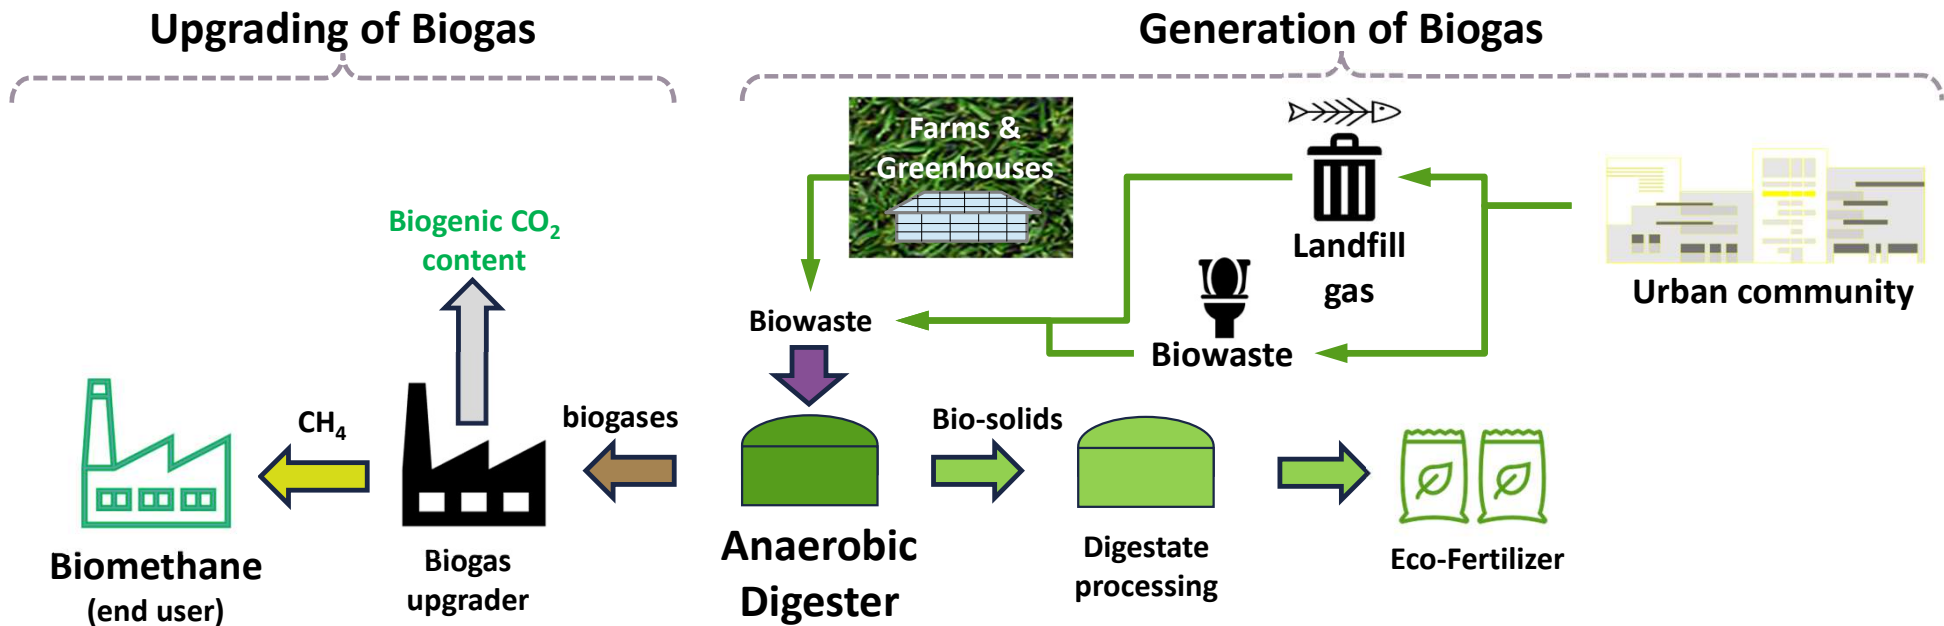 Upgrading of Biogas
Generation of Biogas
Farms &
Greenhouses
Biogenic CO₂
content
Landfill
gas
Urban community
Biowaste
Biowaste
CH₄
biogases
Bio-solids
Biomethane
(end user)
Biogas
upgrader
Anaerobic
Digester
Digestate
processing
Eco-Fertilizer